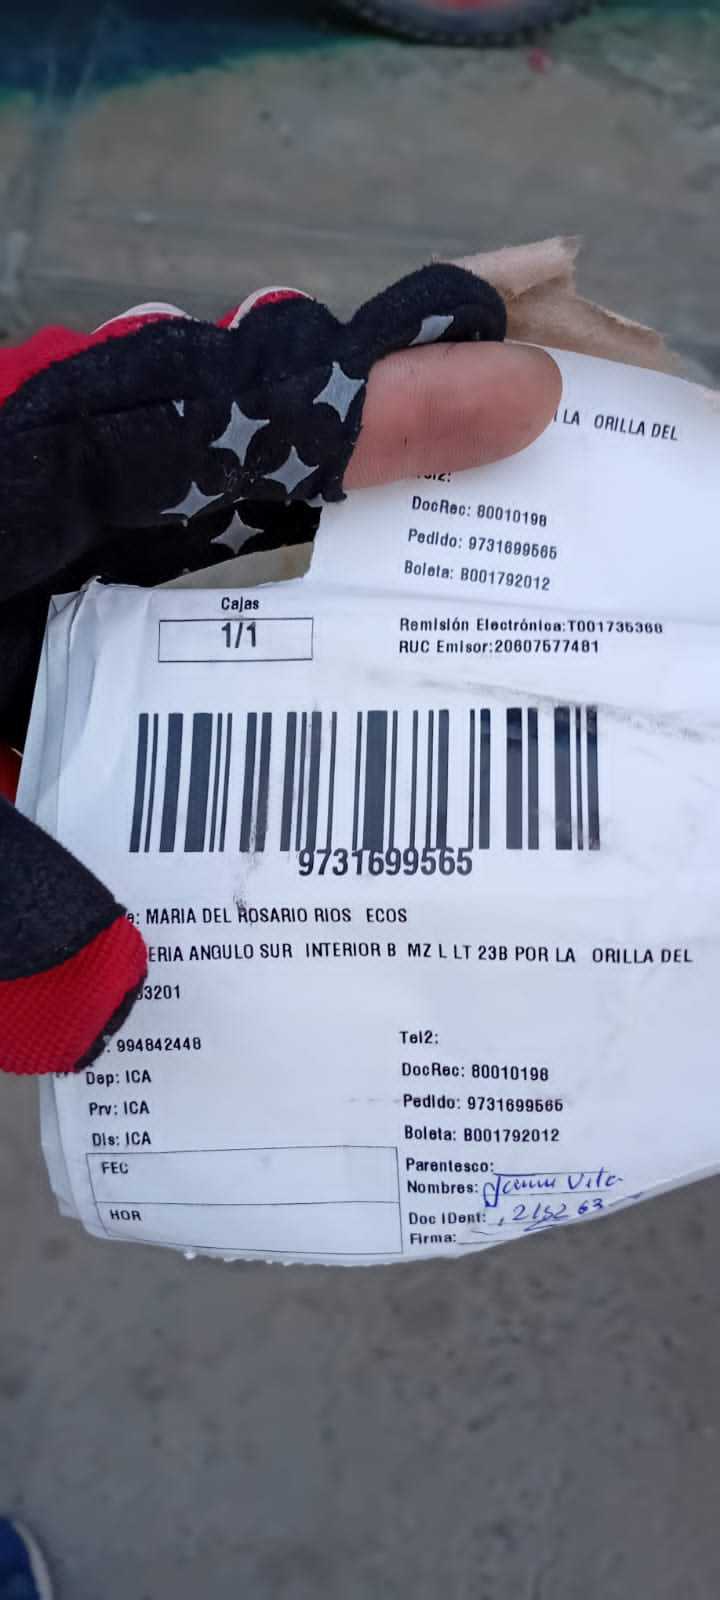 LA ORILLA DEL
DocRec: 80010198
Pedido: 9731699565
Boleta: B001792012
Cajas
1/1
Remisión Electrónica:T001735368
RUC Emisor:20607577481
9731699565
: MARIA DEL ROSARIO RIOS ECOS
ERIA ANGULO SUR INTERIOR B MZ L LT 23B POR LA ORILLA DEL
3201
994842448
Tel2:
Dep: ICA
DocRec: 80010198
Prv: ICA
Pedido: 9731699565
Dis: ICA
Boleta: B001792012
FEC
Parentesco:
Nombres:
HOR
Doc IDent:
Firma: